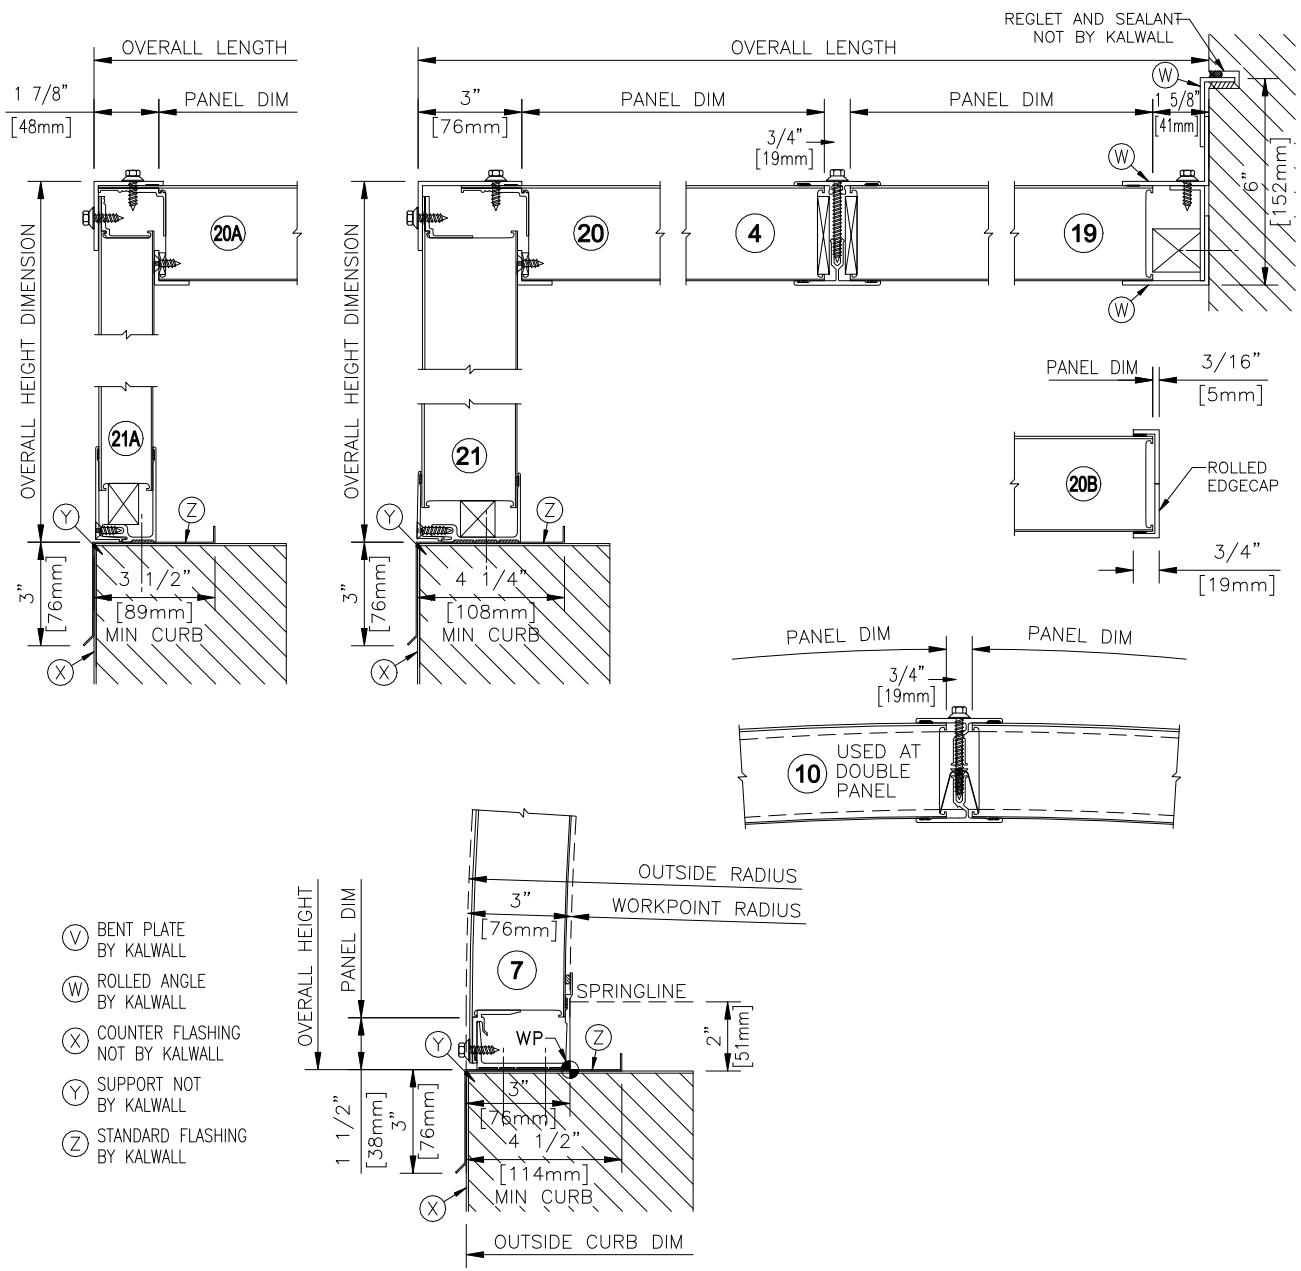 REGLET AND SEALANT
NOT BY KALWALL
OVERALL LENGTH
OVERALL LENGTH
W
1 7/8"
[48mm]
PANEL DIM
3"
[76mm]
PANEL DIM
PANEL DIM
1 5/8"
[41mm]
3/4"
[19mm]
W
6"
[152mm]
20A
20
4
19
OVERALL HEIGHT DIMENSION
OVERALL HEIGHT DIMENSION
W
PANEL DIM
3/16"
[5mm]
21A
21
20B
ROLLED
EDGECAP
Y
Z
Y
Z
3"
[76mm]
3 1/2"
[89mm]
MIN CURB
3"
[76mm]
4 1/4"
[108mm]
MIN CURB
3/4"
[19mm]
X
X
PANEL DIM
PANEL DIM
3/4"
[19mm]
10
USED AT
DOUBLE
PANEL
OUTSIDE RADIUS
3"
[76mm]
WORKPOINT RADIUS
OVERALL HEIGHT
PANEL DIM
7
SPRINGLINE
2"
[51mm]
WP
Y
Z
3"
[76mm]
1 1/2"
[38mm]
3"
[76mm]
4 1/2"
[114mm]
MIN CURB
X
OUTSIDE CURB DIM
V BENT PLATE
BY KALWALL
W ROLLED ANGLE
BY KALWALL
X COUNTER FLASHING
NOT BY KALWALL
Y SUPPORT NOT
BY KALWALL
Z STANDARD FLASHING
BY KALWALL